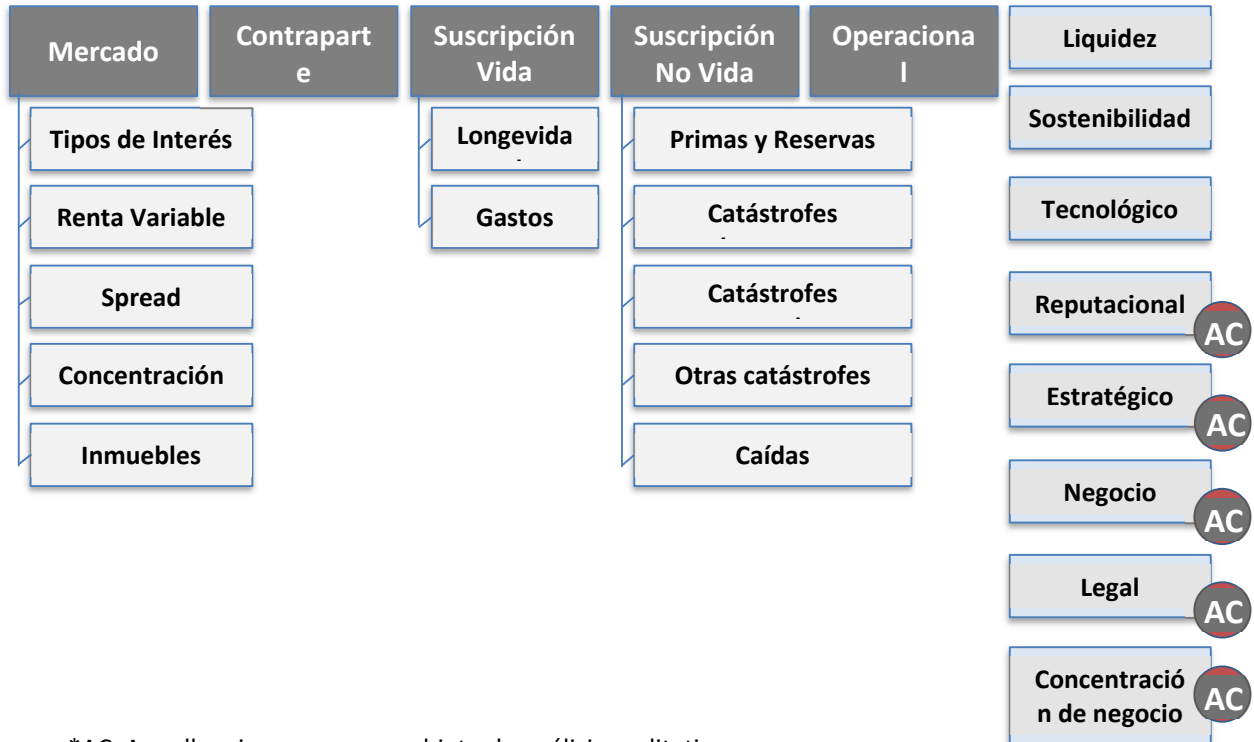 Mercado
Contrapart
e
Suscripción
Vida
Suscripción
No Vida
Operaciona
l
Liquidez
Tipos de Interés
Renta Variable
Spread
Concentración
Inmuebles
Longevida
Gastos
Primas y Reservas
Catástrofes
Catástrofes
Otras catástrofes
Caídas
Sostenibilidad
Tecnológico
Reputacional
AC
Estratégico
AC
Negocio
AC
Legal
AC
Concentració
n de negocio
AC